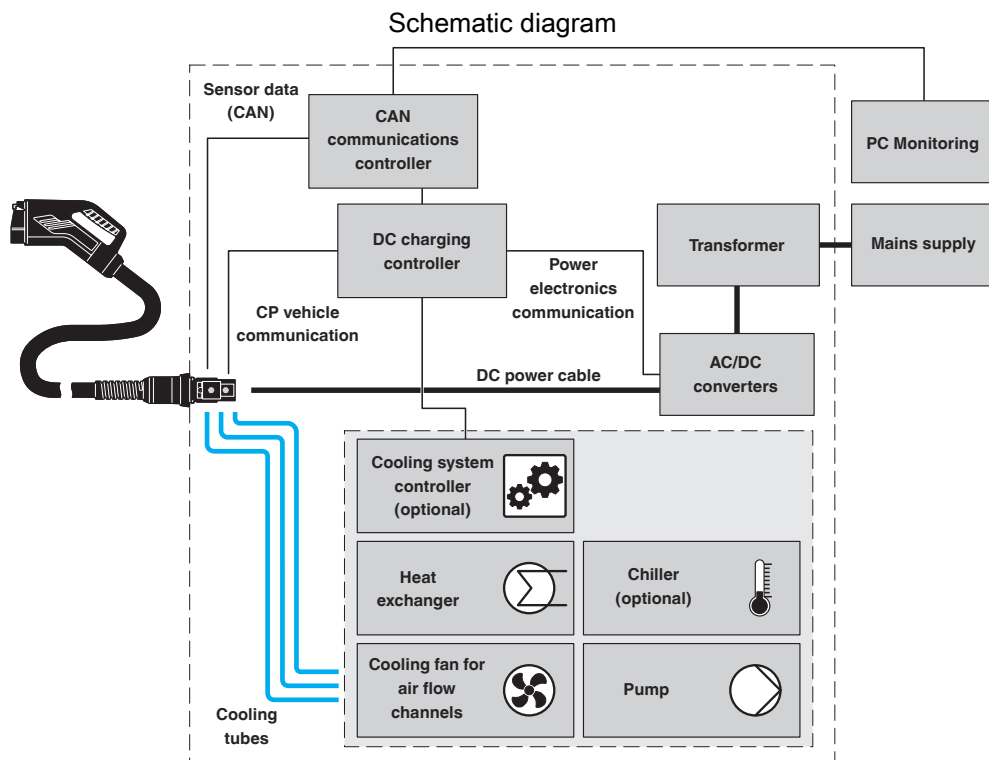 Schematic diagram
Sensor data
(CAN)
CAN
communications
controller
PC Monitoring
DC charging
controller
Transformer
Mains supply
Power
electronics
communication
CP vehicle
communication
AC/DC
converters
DC power cable
Cooling system
controller
(optional)
Heat
exchanger
Chiller
(optional)
Cooling fan for
air flow
channels
Pump
Cooling
tubes